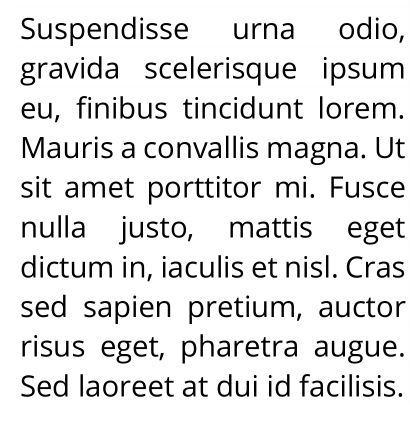 Suspendisse urna odio,
gravida scelerisque ipsum
eu, finibus tincidunt lorem.
Mauris a convallis magna. Ut
sit amet porttitor mi. Fusce
nulla justo, mattis eget
dictum in, iaculis et nisl. Cras
sed sapien pretium, auctor
risus eget, pharetra augue.
Sed laoreet at dui id facilisis.